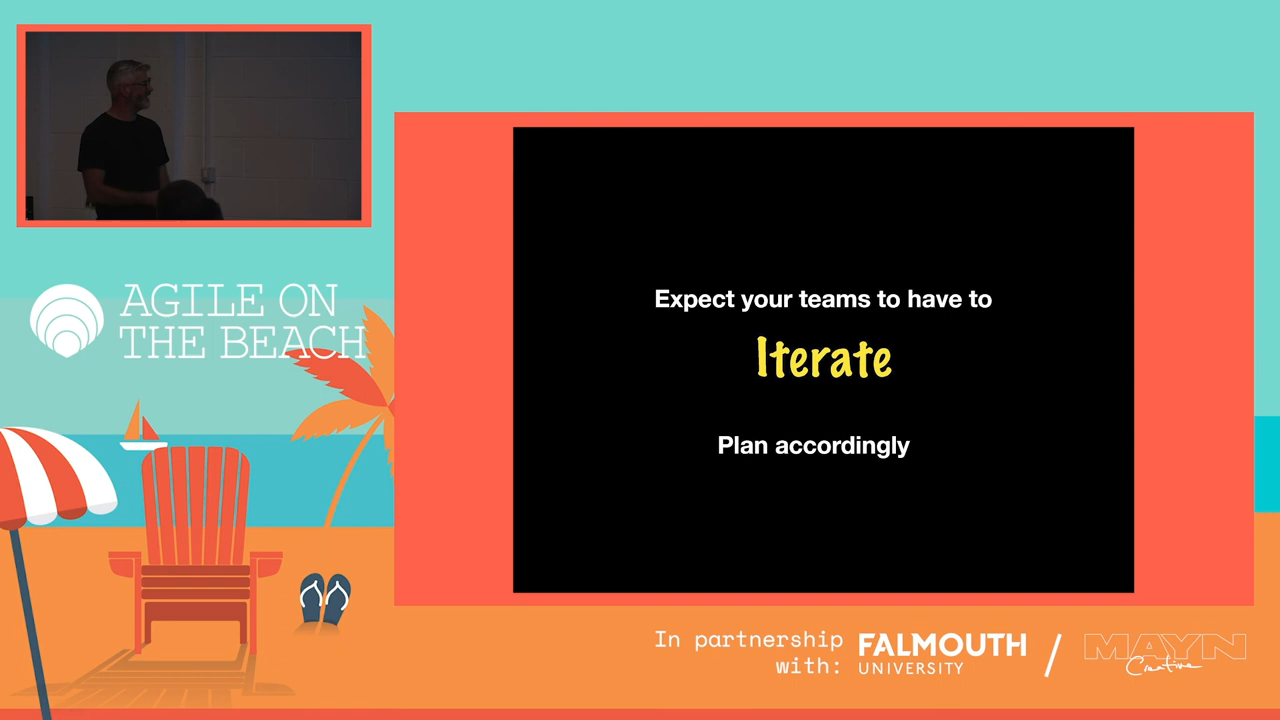 AGILE ON
THE BEACH
Expect your teams to have to
Iterate
Plan accordingly
In partnership
with:
FALMOUTH
UNIVERSITY
/
MAYN
Creative